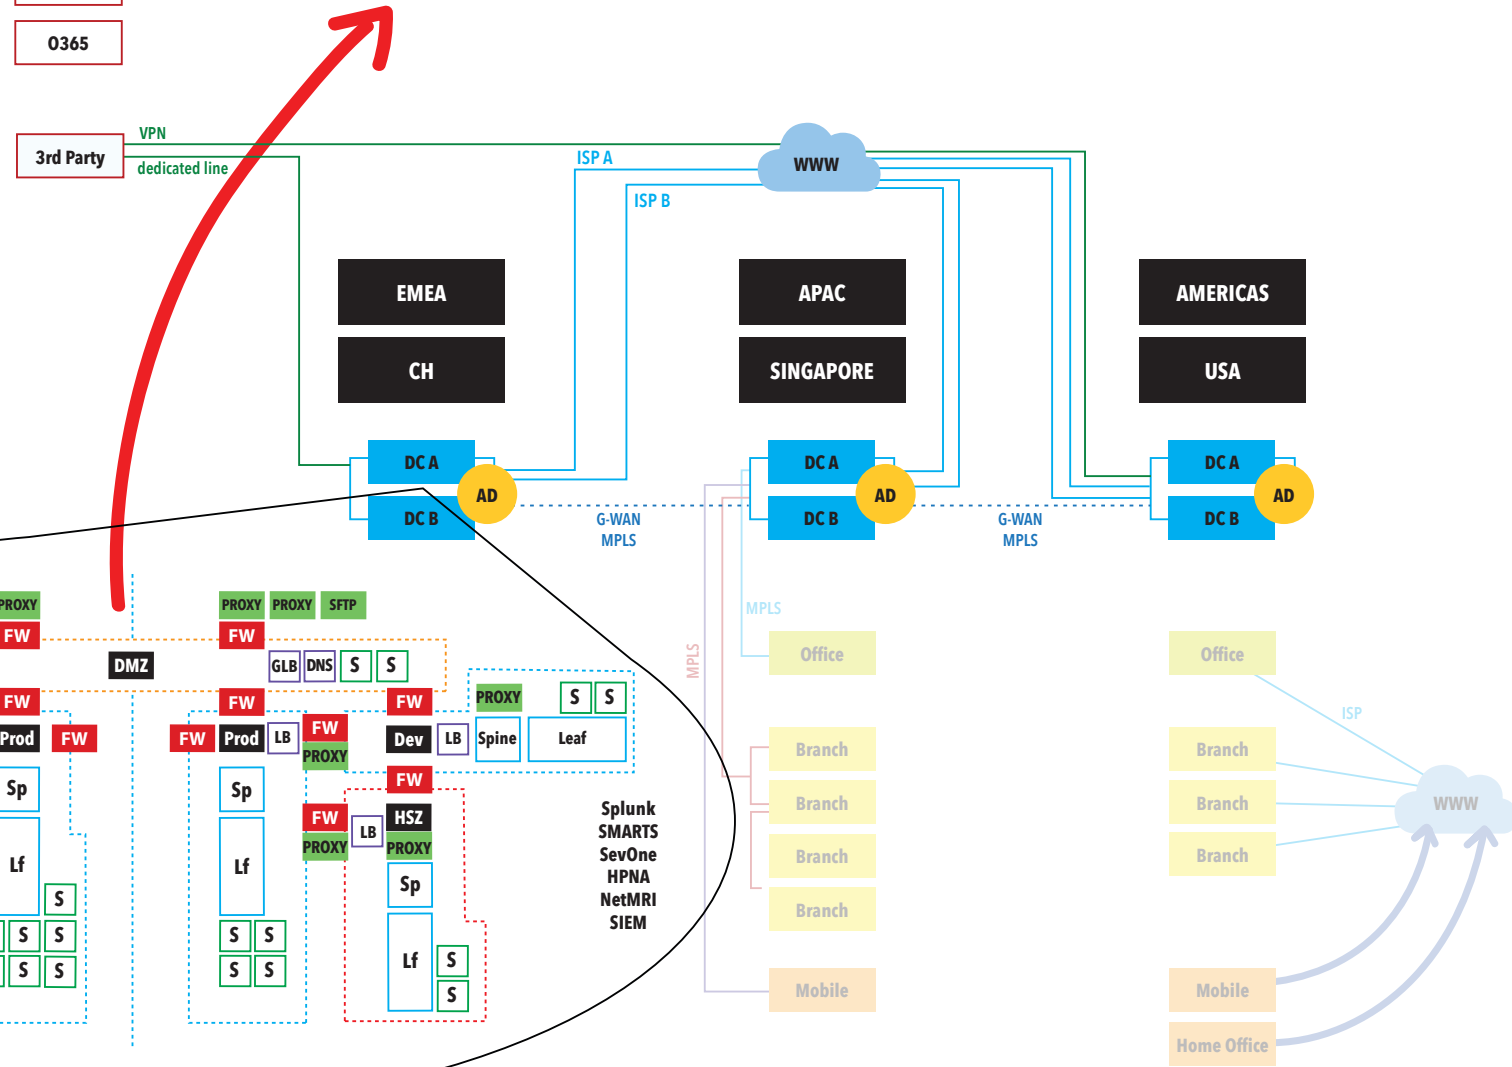 O365
3rd Party
VPN
dedicated line
ISP A
ISP B
WWW
EMEA
APAC
AMERICAS
CH
SINGAPORE
USA
DC A
AD
DC B
DC A
AD
DC B
DC A
AD
DC B
G-WAN
MPLS
G-WAN
MPLS
MPLS
MPLS
Office
Branch
Branch
Branch
Branch
Mobile
Office
ISP
Branch
Branch
Branch
WWW
Mobile
Home Office
PROXY
FW
PROXY
PROXY
SFTP
FW
DMZ
GLB
DNS
S
S
FW
FW
FW
PROXY
S
S
Prod
FW
FW
Prod
LB
FW
PROXY
Dev
LB
Spine
Leaf
FW
Sp
Sp
FW
PROXY
LB
HSZ
PROXY
Sp
Lf
Lf
Lf
S
S
S
S
S
S
S
S
S
S
S
Splunk
SMARTS
SevOne
HPNA
NetMRI
SIEM